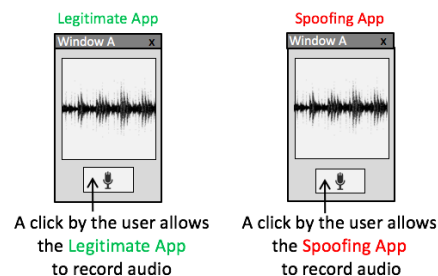 Legitimate App
Window A x
A click by the user allows
the Legitimate App
to record audio
Spoofing App
Window A x
A click by the user allows
the Spoofing App
to record audio